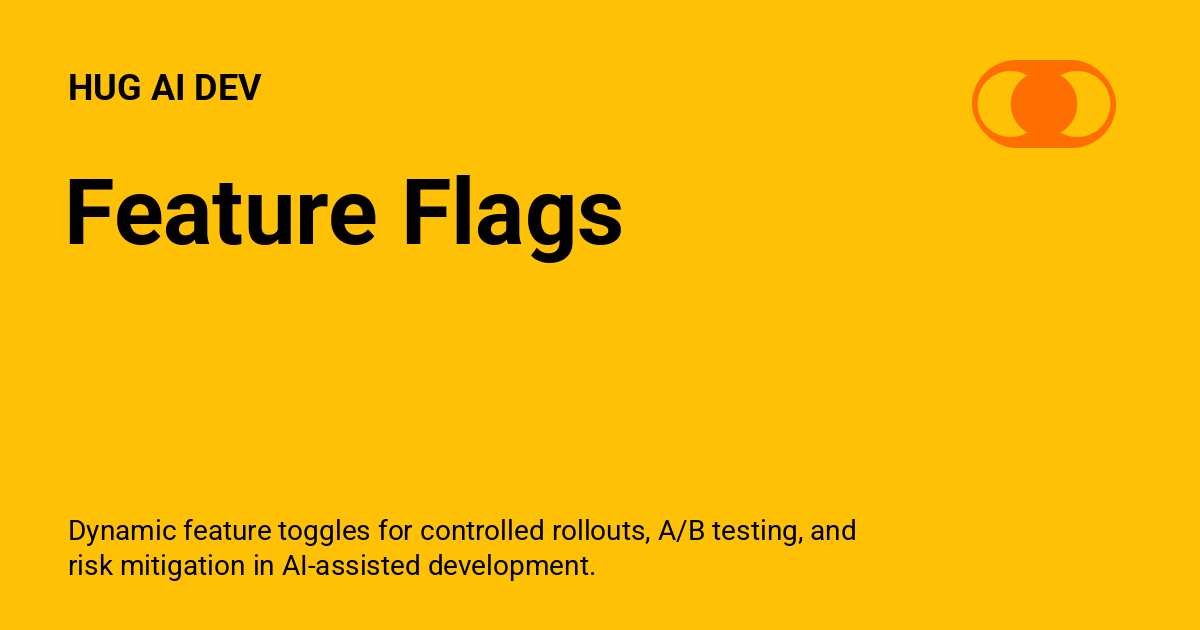 HUG AI DEV
Feature Flags
Dynamic feature toggles for controlled rollouts, A/B testing, and
risk mitigation in AI-assisted development.